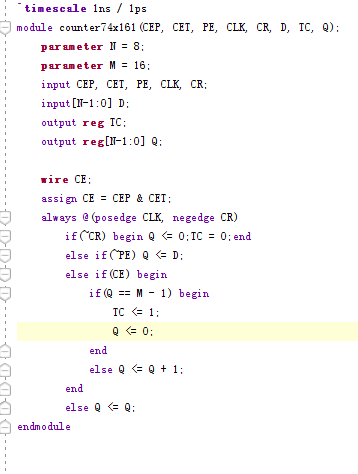 `timescale 1ns / 1ps
module counter74x161(CEP, CET, PE, CLK, CR, D, TC, Q);
    parameter N = 8;
    parameter M = 16;
    input CEP, CET, PE, CLK, CR;
    input[N-1:0] D;
    output reg TC;
    output reg[N-1:0] Q;

    wire CE;
    assign CE = CEP & CET;
    always @(posedge CLK, negedge CR)
        if(~CR) begin Q <= 0;TC = 0;end
        else if(~PE) Q <= D;
        else if(CE) begin
            if(Q == M - 1) begin
                TC <= 1;
                Q <= 0;
            end
            else Q <= Q + 1;
        end
        else Q <= Q;
endmodule